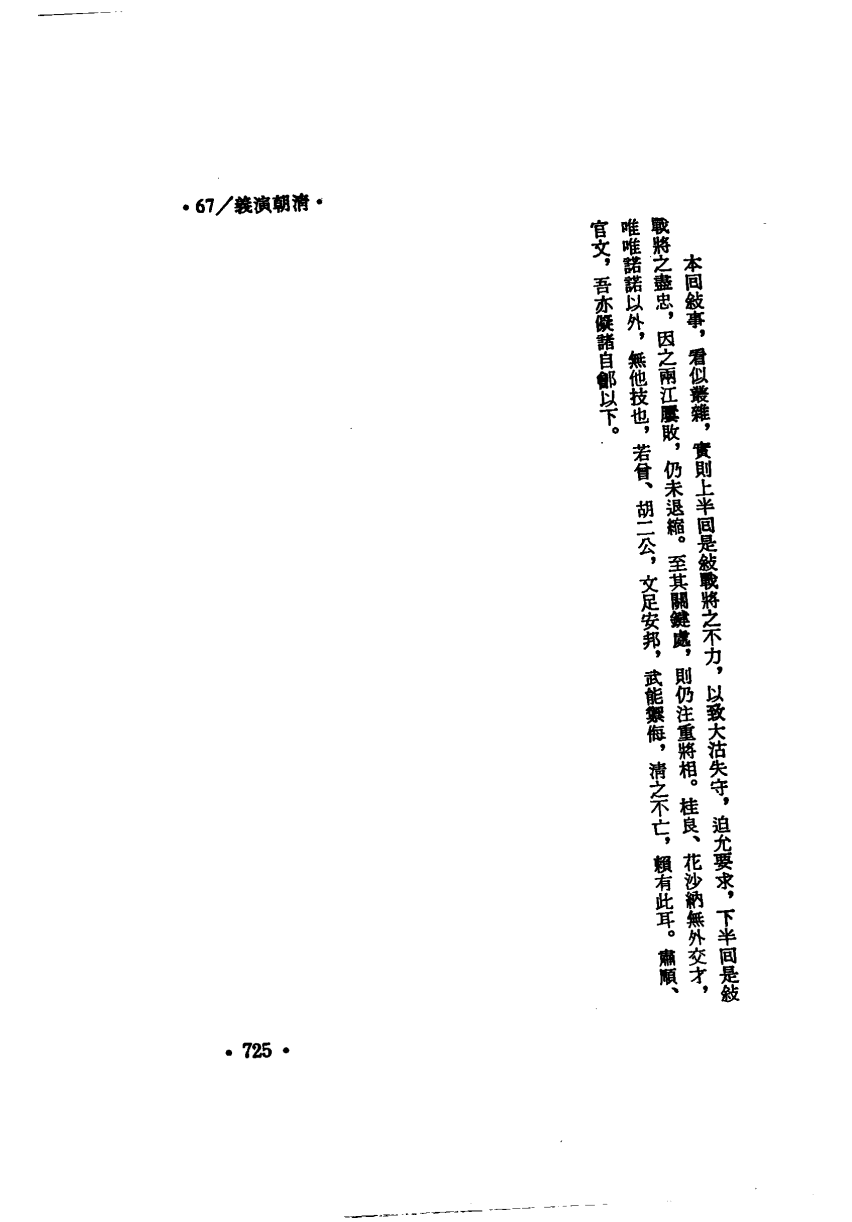 •67／義演朝清•
本回敍事，看似叢雜，實則上半回是敍戰將之不力，以致大沽失守，迫允要求，下半回是敍
戰將之盡忠，因之兩江屢敗，仍未退縮。至其關鍵處，則仍注重將相。桂良、花沙納無外交才，
唯唯諾諾以外，無他技也，若曾、胡二公，文足安邦，武能禦侮，清之不亡，賴有此耳。肅順、
官文，吾亦儗諸自鄶以下。
•725•